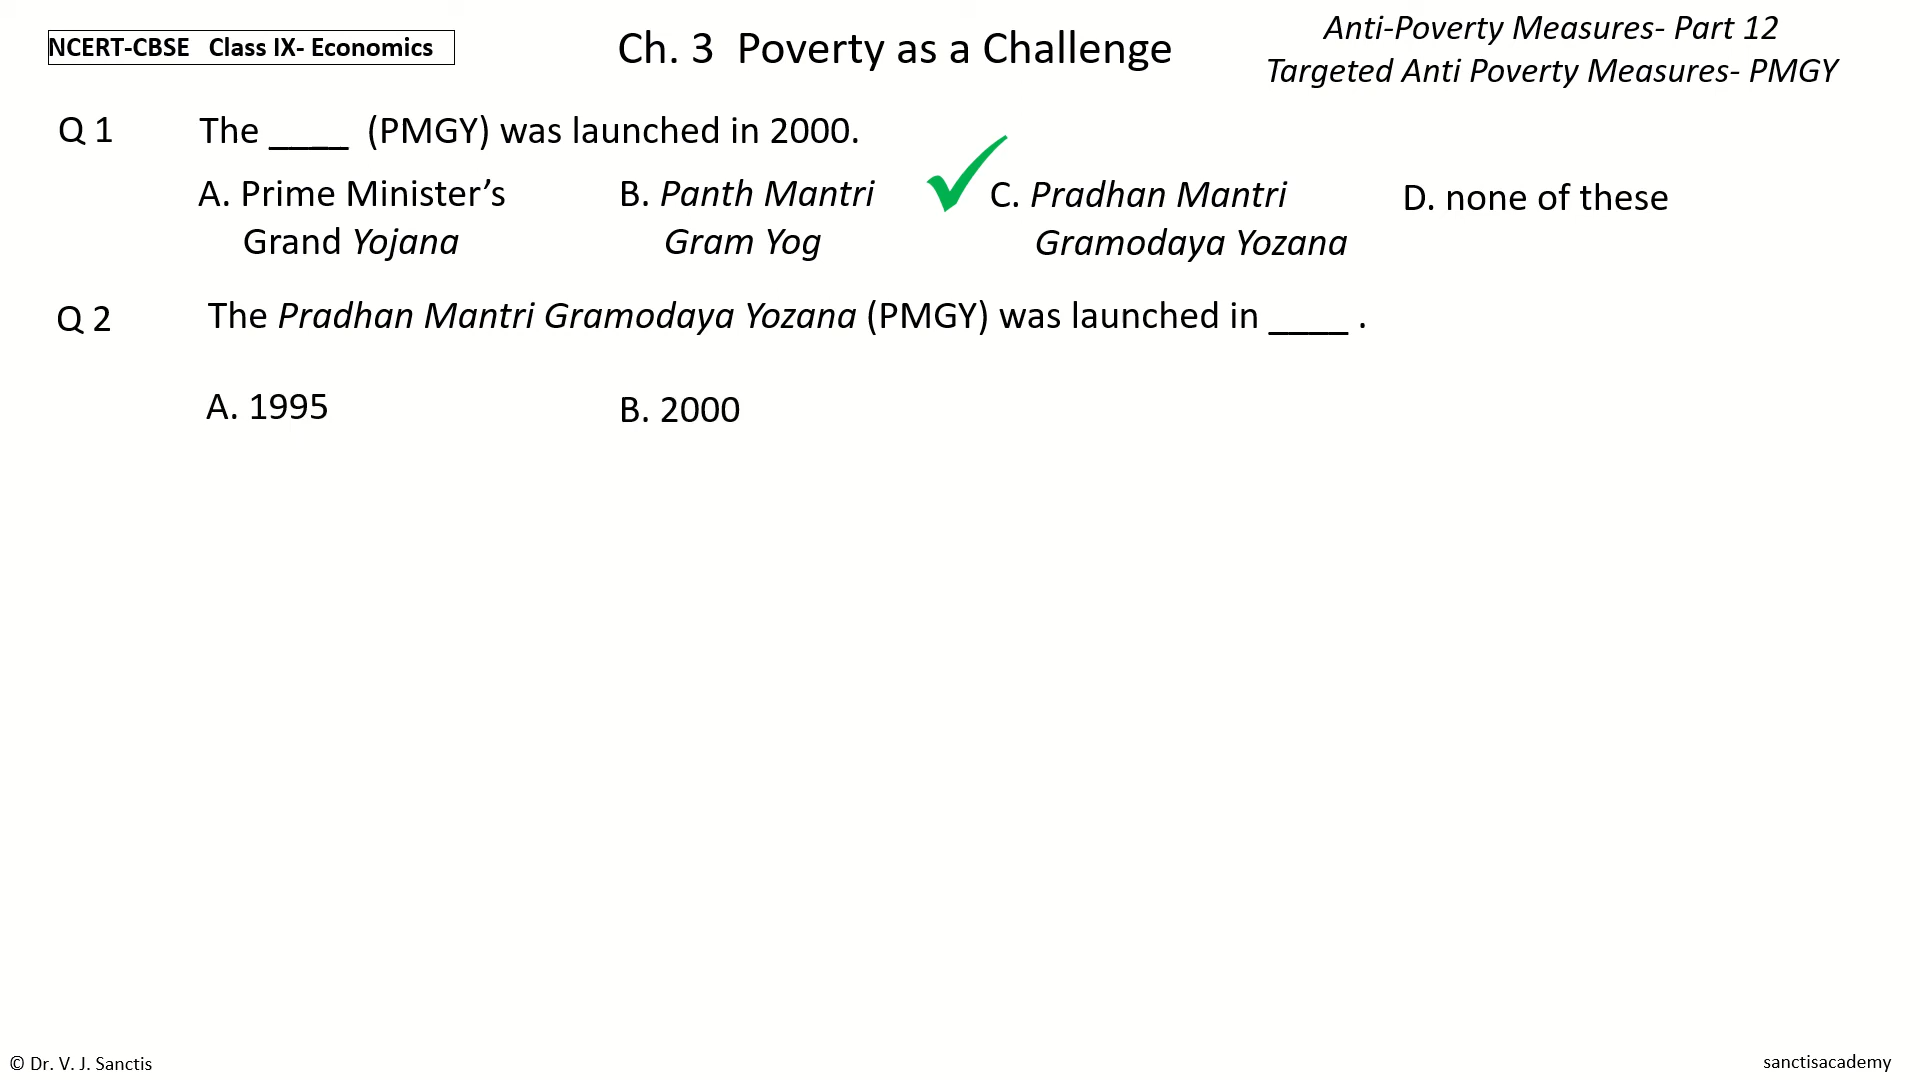 NCERT-CBSE Class IX- Economics
Ch. 3 Poverty as a Challenge
Anti-Poverty Measures- Part 12
Targeted Anti Poverty Measures- PMGY
Q 1 The ____ (PMGY) was launched in 2000.
A. Prime Minister’s Grand Yojana
B. Panth Mantri Gram Yog
C. Pradhan Mantri Gramodaya Yozana
D. none of these
Q 2 The Pradhan Mantri Gramodaya Yozana (PMGY) was launched in ____ .
A. 1995
B. 2000
© Dr. V. J. Sanctis
sanctisacademy